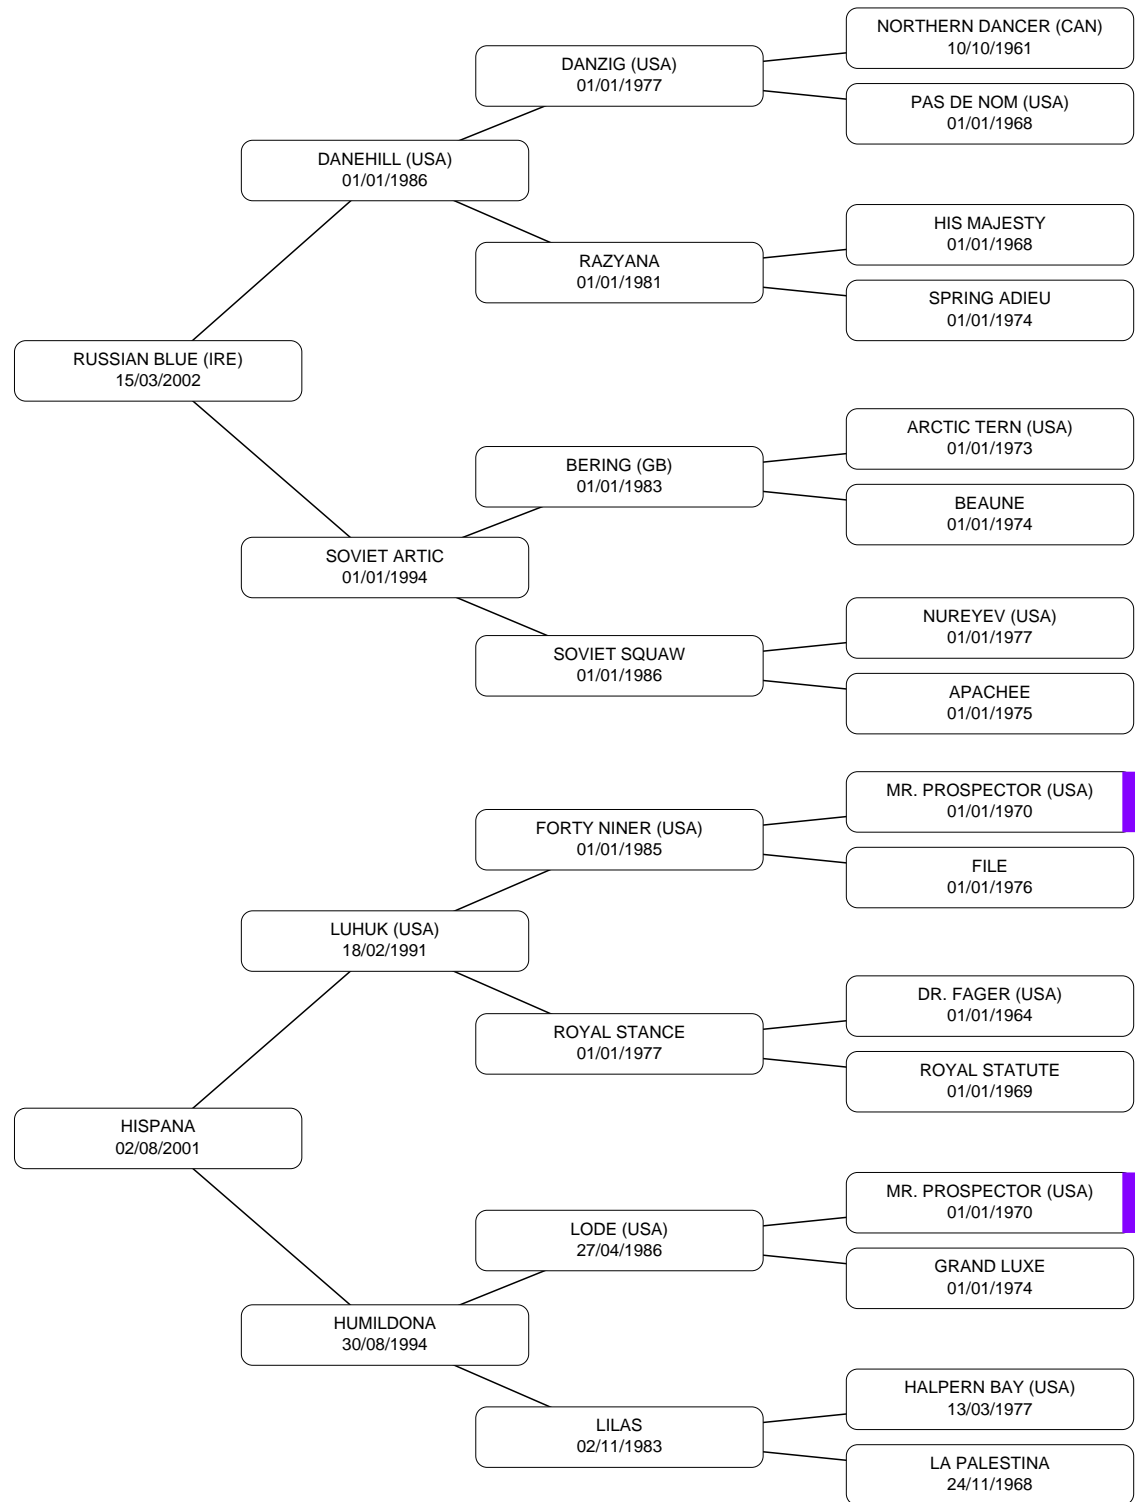 NORTHERN DANCER (CAN)
10/10/1961
DANZIG (USA)
01/01/1977
PAS DE NOM (USA)
01/01/1968
DANEHILL (USA)
01/01/1986
HIS MAJESTY
01/01/1968
RAZYANA
01/01/1981
SPRING ADIEU
01/01/1974
RUSSIAN BLUE (IRE)
15/03/2002
ARCTIC TERN (USA)
01/01/1973
BERING (GB)
01/01/1983
BEAUNE
01/01/1974
SOVIET ARTIC
01/01/1994
NUREYEV (USA)
01/01/1977
SOVIET SQUAW
01/01/1986
APACHEE
01/01/1975
MR. PROSPECTOR (USA)
01/01/1970
FORTY NINER (USA)
01/01/1985
FILE
01/01/1976
LUHUK (USA)
18/02/1991
DR. FAGER (USA)
01/01/1964
ROYAL STANCE
01/01/1977
ROYAL STATUTE
01/01/1969
HISPANA
02/08/2001
MR. PROSPECTOR (USA)
01/01/1970
LODE (USA)
27/04/1986
GRAND LUXE
01/01/1974
HUMILDONA
30/08/1994
HALPERN BAY (USA)
13/03/1977
LILAS
02/11/1983
LA PALESTINA
24/11/1968